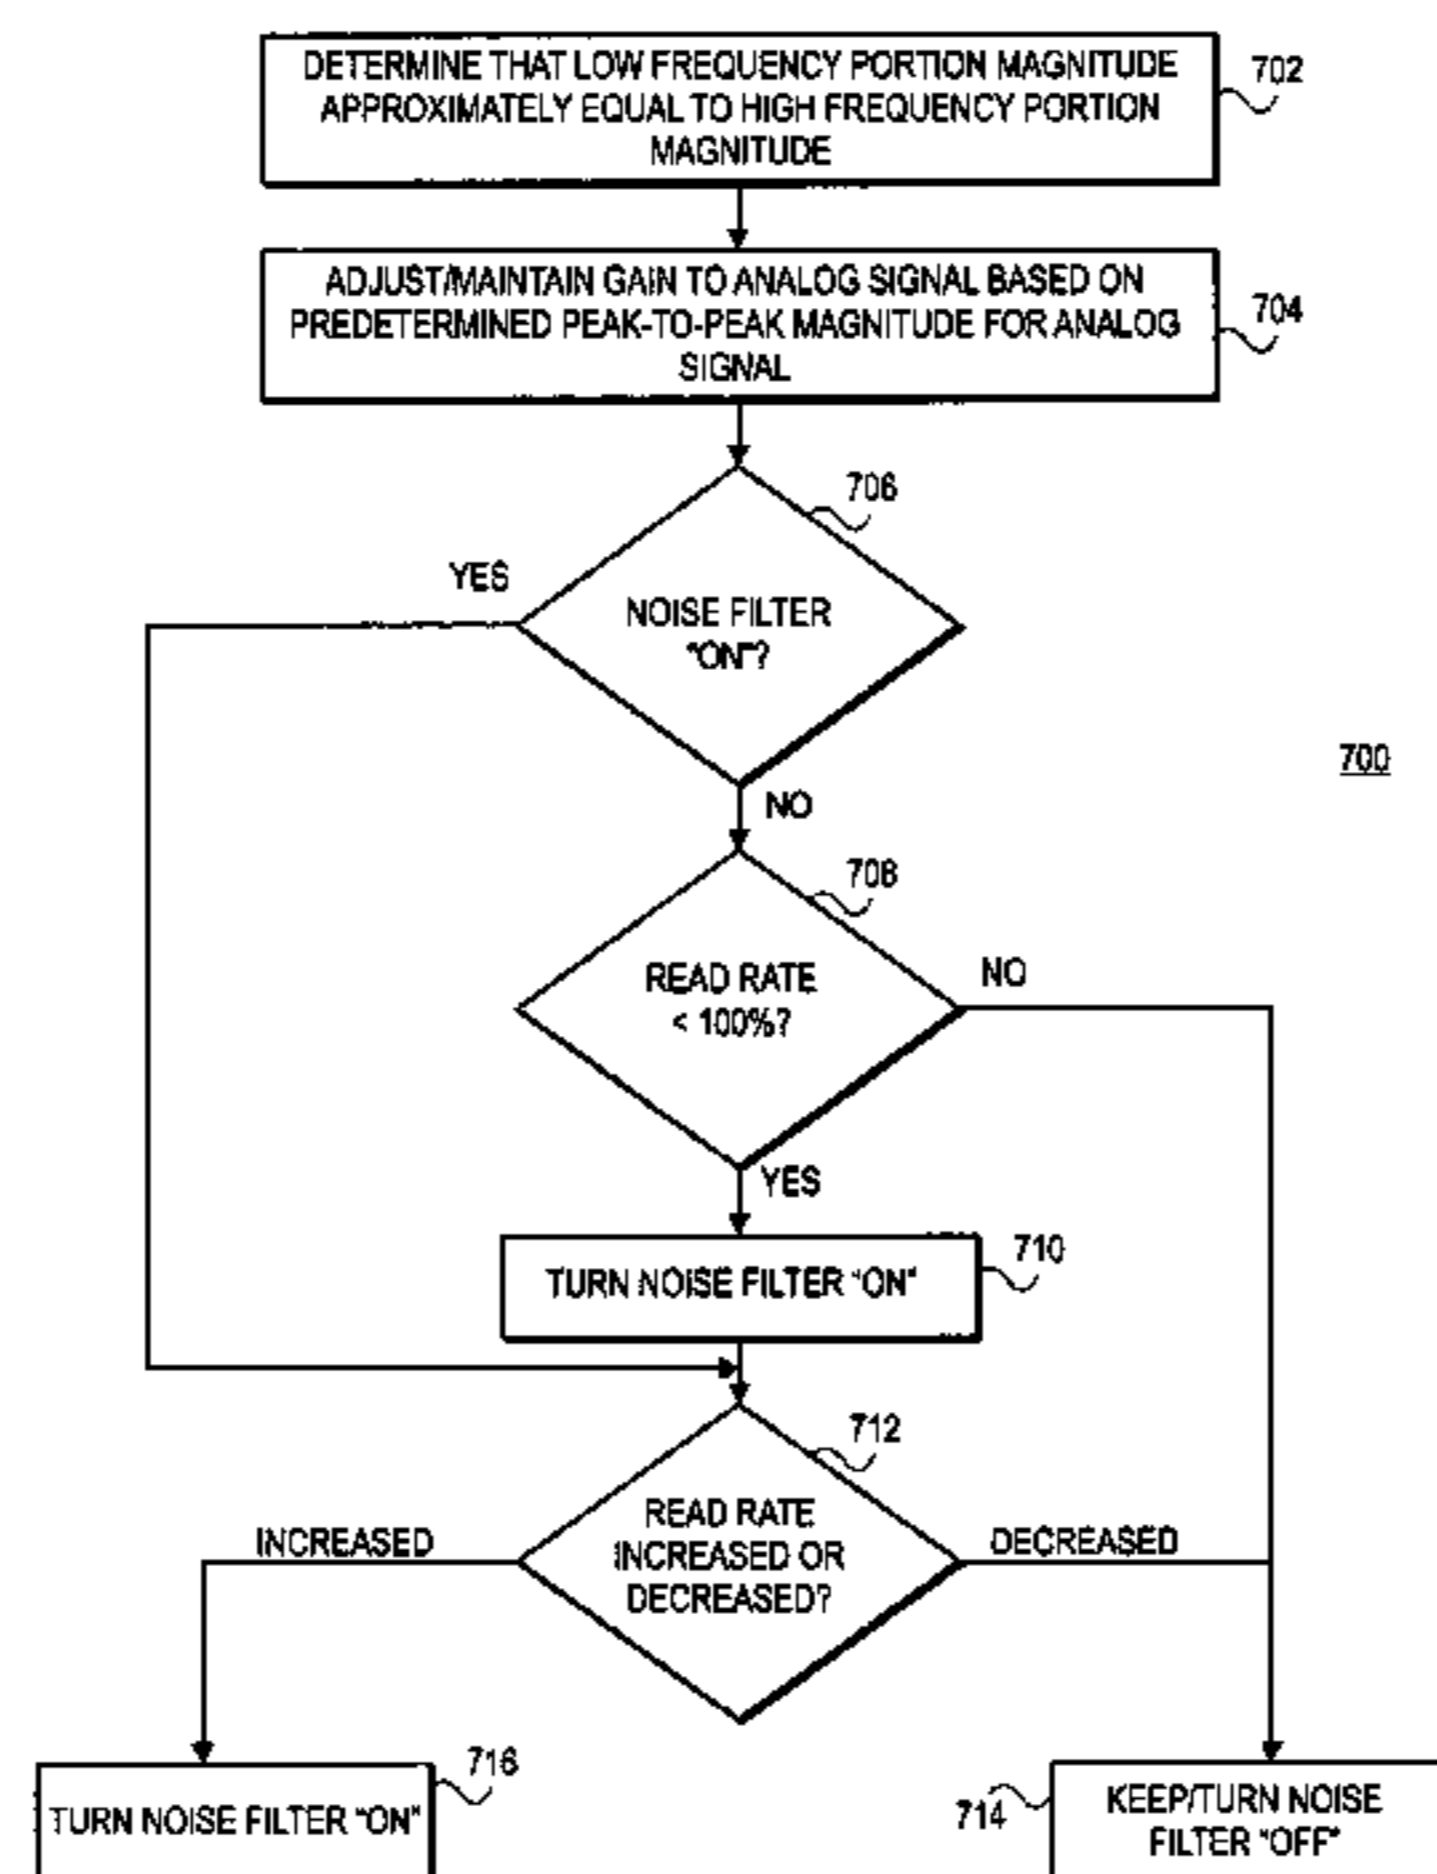 DETERMINE THAT LOW FREQUENCY PORTION MAGNITUDE
APPROXIMATELY EQUAL TO HIGH FREQUENCY PORTION
MAGNITUDE
702
ADJUST/MAINTAIN GAIN TO ANALOG SIGNAL BASED ON
PREDETERMINED PEAK-TO-PEAK MAGNITUDE FOR ANALOG
SIGNAL
704
706
YES
NOISE FILTER
"ON"?
700
NO
708
READ RATE
< 100%?
NO
YES
TURN NOISE FILTER "ON"
710
712
READ RATE
INCREASED OR
DECREASED?
INCREASED
DECREASED
TURN NOISE FILTER "ON"
716
714
KEEP/TURN NOISE
FILTER "OFF"